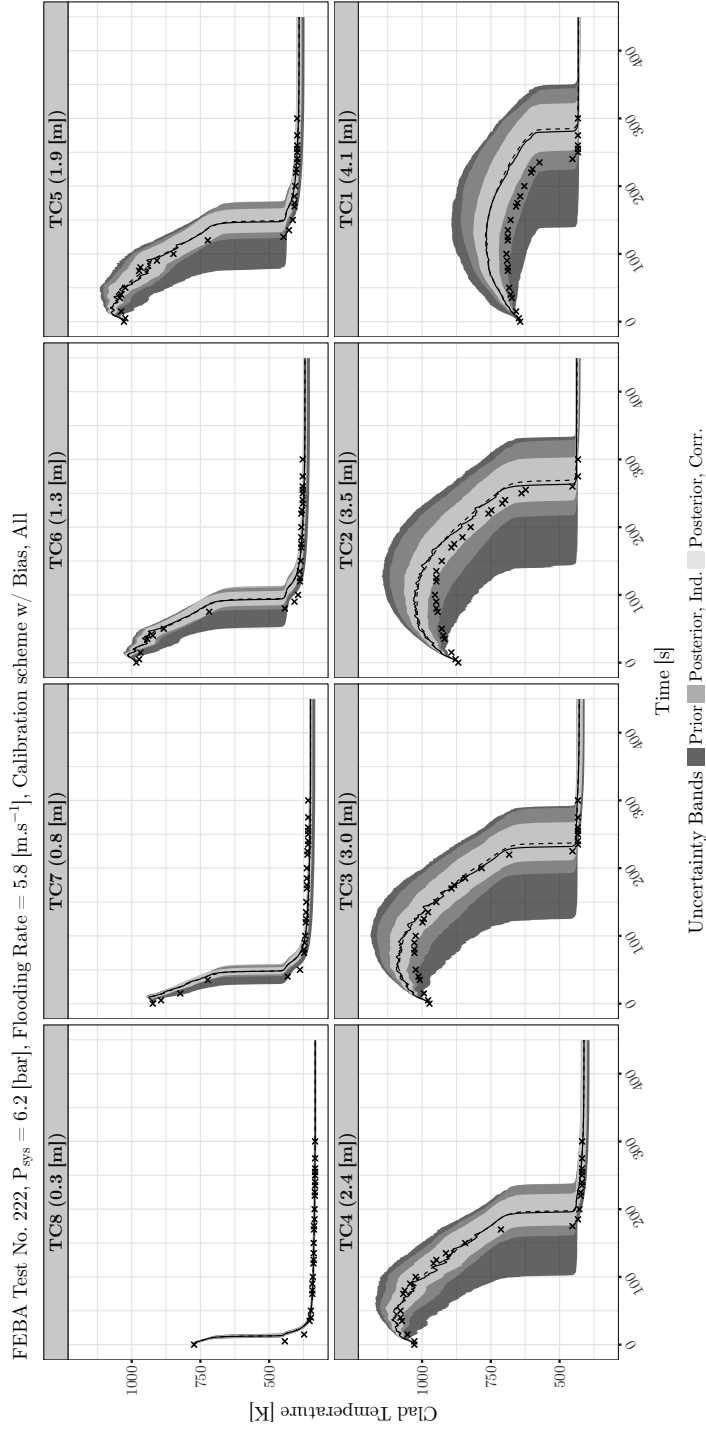 FEBA Test No. 222, P_sys = 6.2 [bar], Flooding Rate = 5.8 [m.s⁻¹], Calibration scheme w/ Bias, All
TC8 (0.3 [m])
TC7 (0.8 [m])
TC6 (1.3 [m])
TC5 (1.9 [m])
1000
750
500
TC4 (2.4 [m])
TC3 (3.0 [m])
TC2 (3.5 [m])
TC1 (4.1 [m])
1000
750
500
0 100 200 300 400
0 100 200 300 400
0 100 200 300 400
0 100 200 300 400
Clad Temperature [K]
Time [s]
Uncertainty Bands Prior Posterior, Ind. Posterior, Corr.